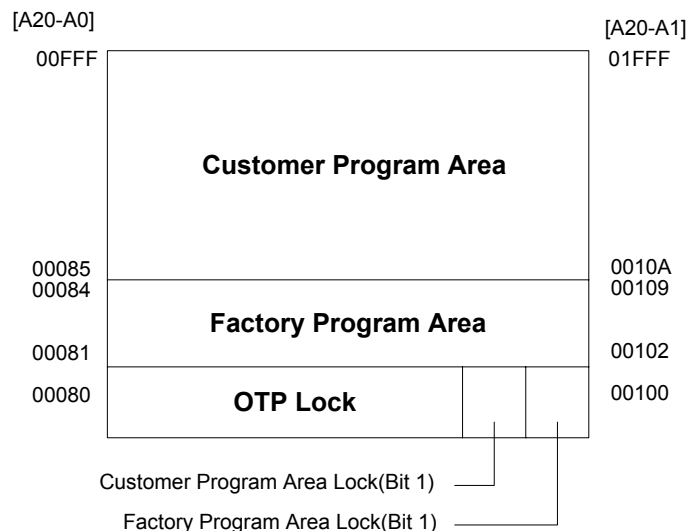 [A20-A0] [A20-A1]
00FFF 01FFF
Customer Program Area
00085 0010A
00084 00109
Factory Program Area
00081 00102
00080 OTP Lock 00100
Customer Program Area Lock(Bit 1)
Factory Program Area Lock(Bit 1)